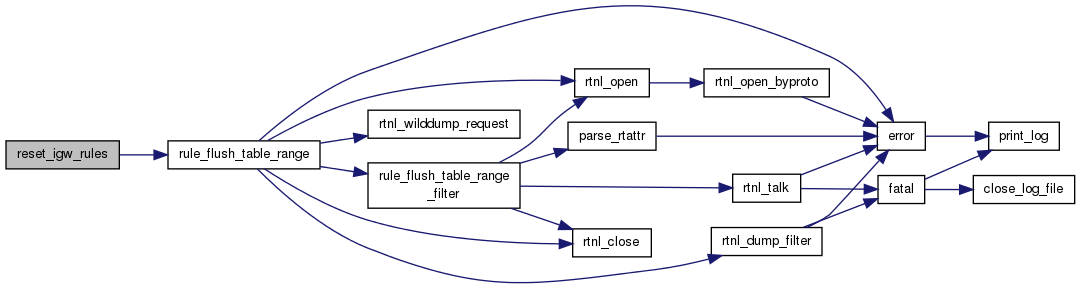 reset_igw_rules
rule_flush_table_range
rtnl_wilddump_request
rule_flush_table_range
_filter
rtnl_open
parse_rtattr
rtnl_close
rtnl_open_byproto
rtnl_talk
rtnl_dump_filter
error
fatal
print_log
close_log_file